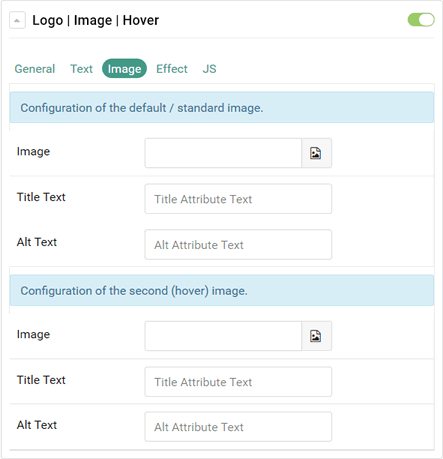 Logo | Image | Hover
General Text Image Effect JS
Configuration of the default / standard image.
Image
Title Text Title Attribute Text
Alt Text Alt Attribute Text
Configuration of the second (hover) image.
Image
Title Text Title Attribute Text
Alt Text Alt Attribute Text